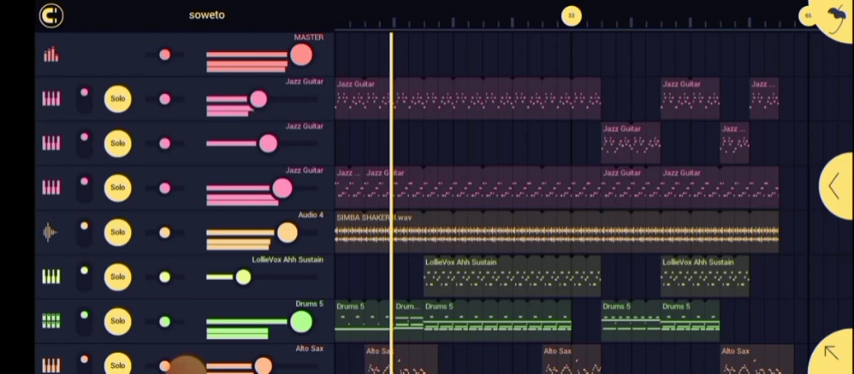 soweto
33
65
MASTER
Jazz Guitar
Solo
Jazz Guitar
Jazz Guitar
Jazz ...
Jazz Guitar
Solo
Jazz Guitar
Jazz ...
Jazz Guitar
Solo
Jazz ...
Jazz Guitar
Jazz Guitar
Jazz Guitar
Audio 4
Solo
SIMBA SHAKER
.wav
LollieVox Ahh Sustain
Solo
LollieVox Ahh Sustain
LollieVox Ahh Sustain
Drums 5
Solo
Drums 5
Drum...
Drums 5
Drums 5
Drums 5
Alto Sax
Solo
Alto Sax
Alto Sax
Alto Sax